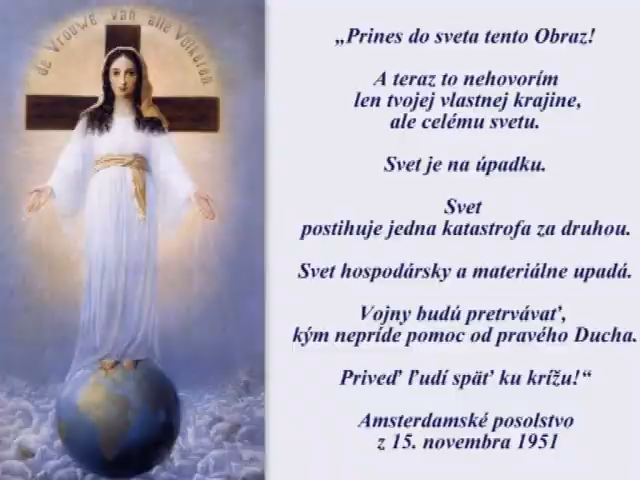 de Vrouwe van alle Volkeren
„Prines do sveta tento Obraz!
A teraz to nehovorím
len tvojej vlastnej krajine,
ale celému svetu.
Svet je na úpadku.
Svet
postihuje jedna katastrofa za druhou.
Svet hospodársky a materiálne upadá.
Vojny budú pretrvávať,
kým nepríde pomoc od pravého Ducha.
Priveď ľudí späť ku krížu!“
Amsterdamské posolstvo
z 15. novembra 1951